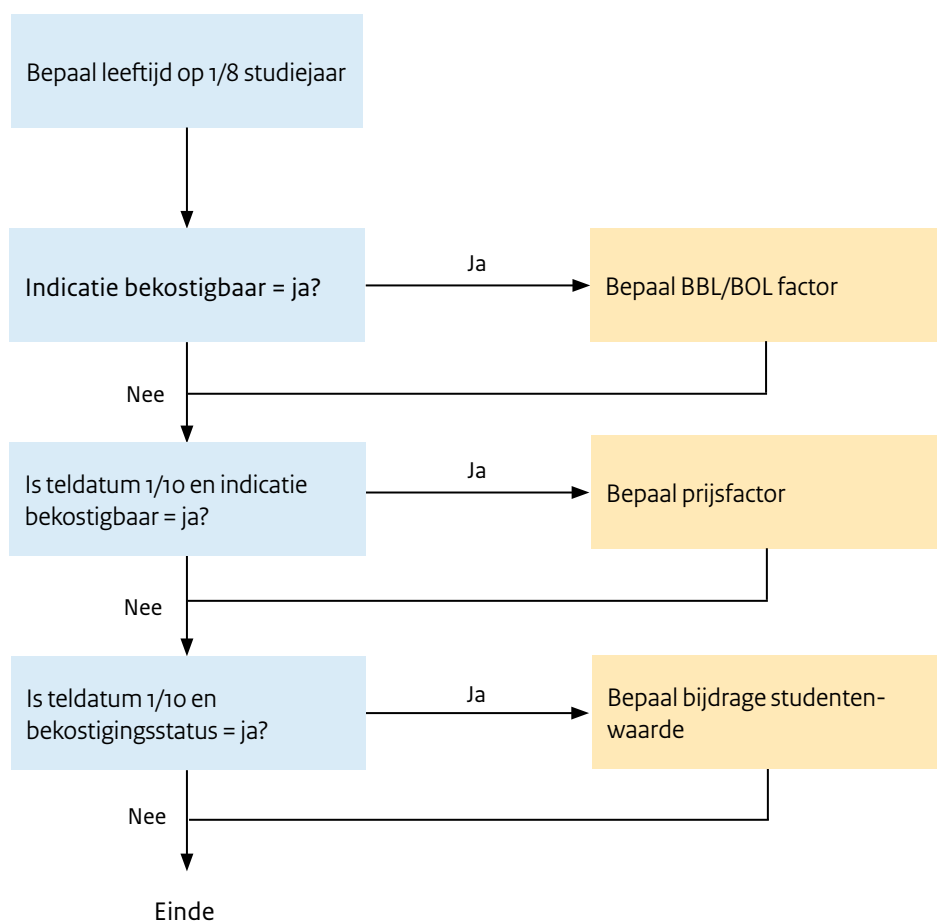 Bepaal leeftijd op 1/8 studiejaar
Indicatie bekostigbaar = ja?
Ja
Bepaal BBL/BOL factor
Nee
Is teldatum 1/10 en indicatie
bekostigbaar = ja?
Ja
Bepaal prijsfactor
Nee
Is teldatum 1/10 en
bekostigingsstatus = ja?
Ja
Bepaal bijdrage studenten-
waarde
Nee
Einde